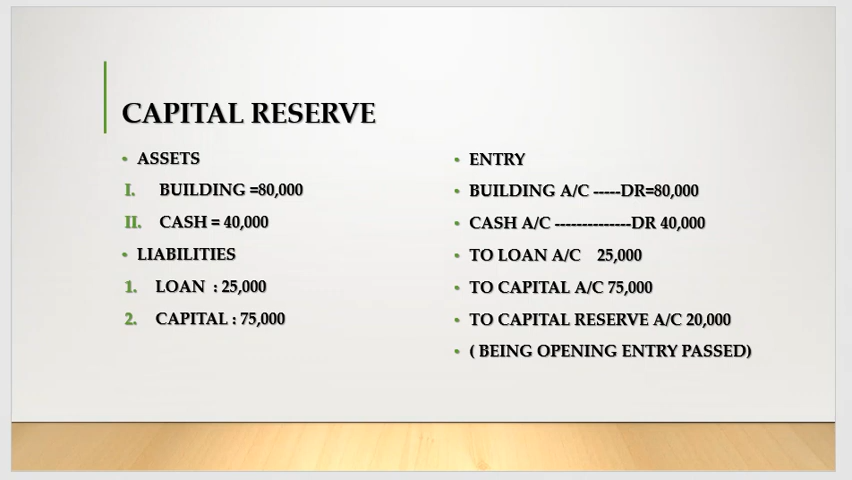 CAPITAL RESERVE
• ASSETS
I. BUILDING =80,000
II. CASH = 40,000
• LIABILITIES
1. LOAN : 25,000
2. CAPITAL : 75,000
• ENTRY
• BUILDING A/C -----DR=80,000
• CASH A/C --------------DR 40,000
• TO LOAN A/C 25,000
• TO CAPITAL A/C 75,000
• TO CAPITAL RESERVE A/C 20,000
• ( BEING OPENING ENTRY PASSED)